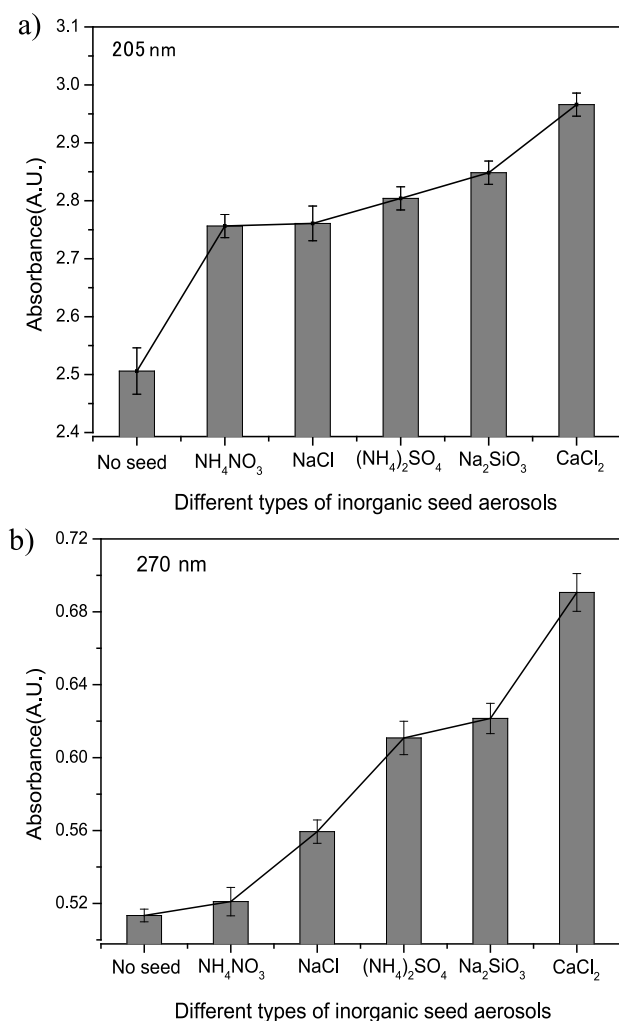 a)
205 nm
3.1
3.0
2.9
2.8
2.7
2.6
2.5
2.4
Absorbance(A.U.)
No seed NH₄NO₃ NaCl (NH₄)₂SO₄ Na₂SiO₃ CaCl₂
Different types of inorganic seed aerosols
b)
270 nm
0.72
0.68
0.64
0.60
0.56
0.52
Absorbance(A.U.)
No seed NH₄NO₃ NaCl (NH₄)₂SO₄ Na₂SiO₃ CaCl₂
Different types of inorganic seed aerosols